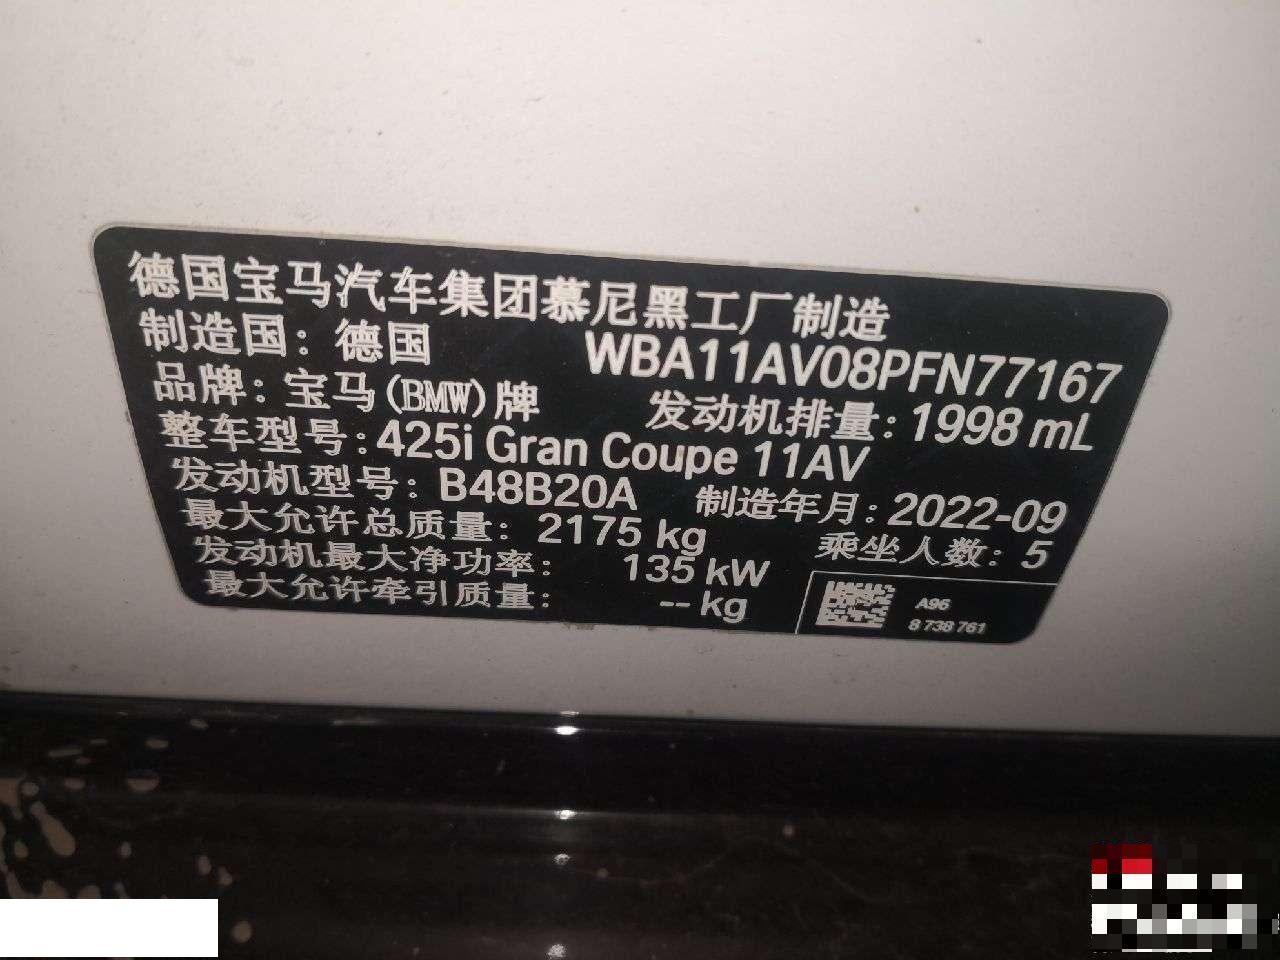 德国宝马汽车集团慕尼黑工厂制造
制造国：德国 WBA11AV08PFN77167
品牌：宝马(BMW)牌 发动机排量：1998 mL
整车型号：425i Gran Coupe 11AV
发动机型号：B48B20A 制造年月：2022-09
最大允许总质量：2175 kg 乘坐人数：5
发动机最大净功率：135 kW
最大允许牵引质量：-- kg
A96
8 738 761